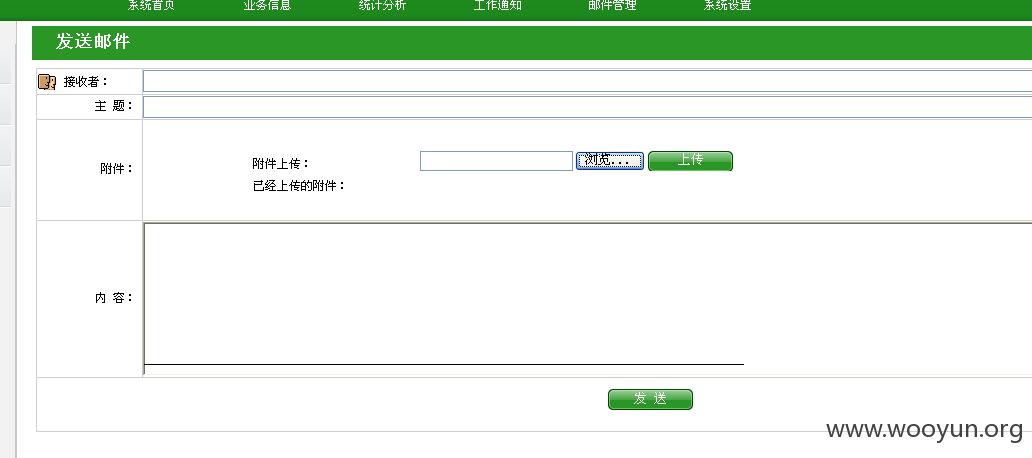 系统首页 业务信息 统计分析 工作通知 邮件管理 系统设置
发送邮件
接收者：
主 题：
附件：
附件上传： 浏览... 上传
已经上传的附件：
内 容：
发 送
www.wooyun.org